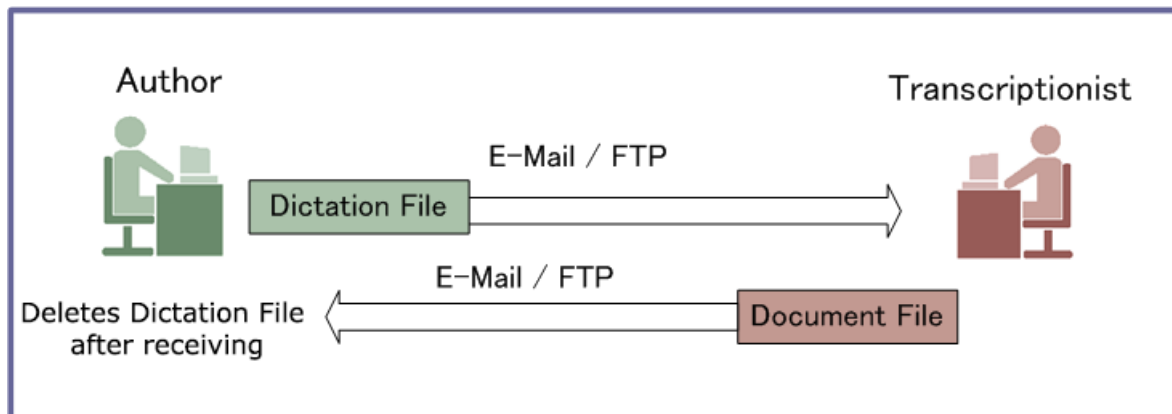 Author
Transcriptionist
E-Mail / FTP
Dictation File
E-Mail / FTP
Document File
Deletes Dictation File
after receiving